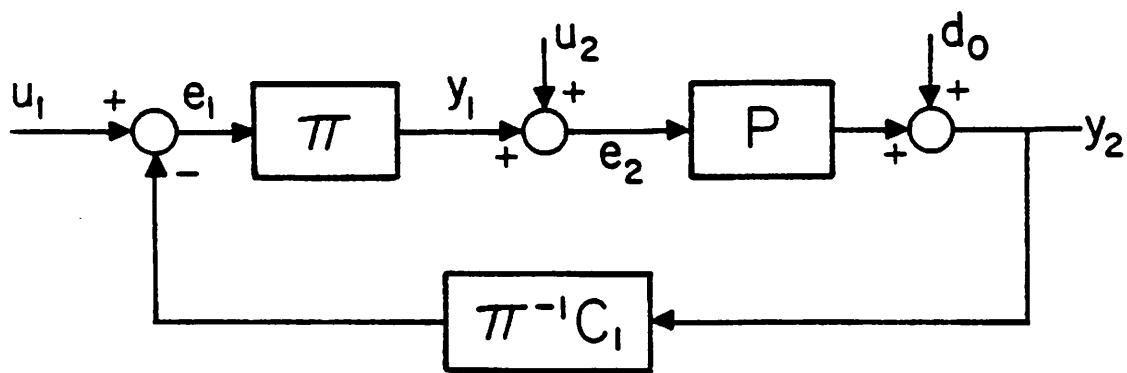 u₁ + e₁ π y₁ + u₂ + e₂ P + d₀ + y₂
−
π⁻¹C₁